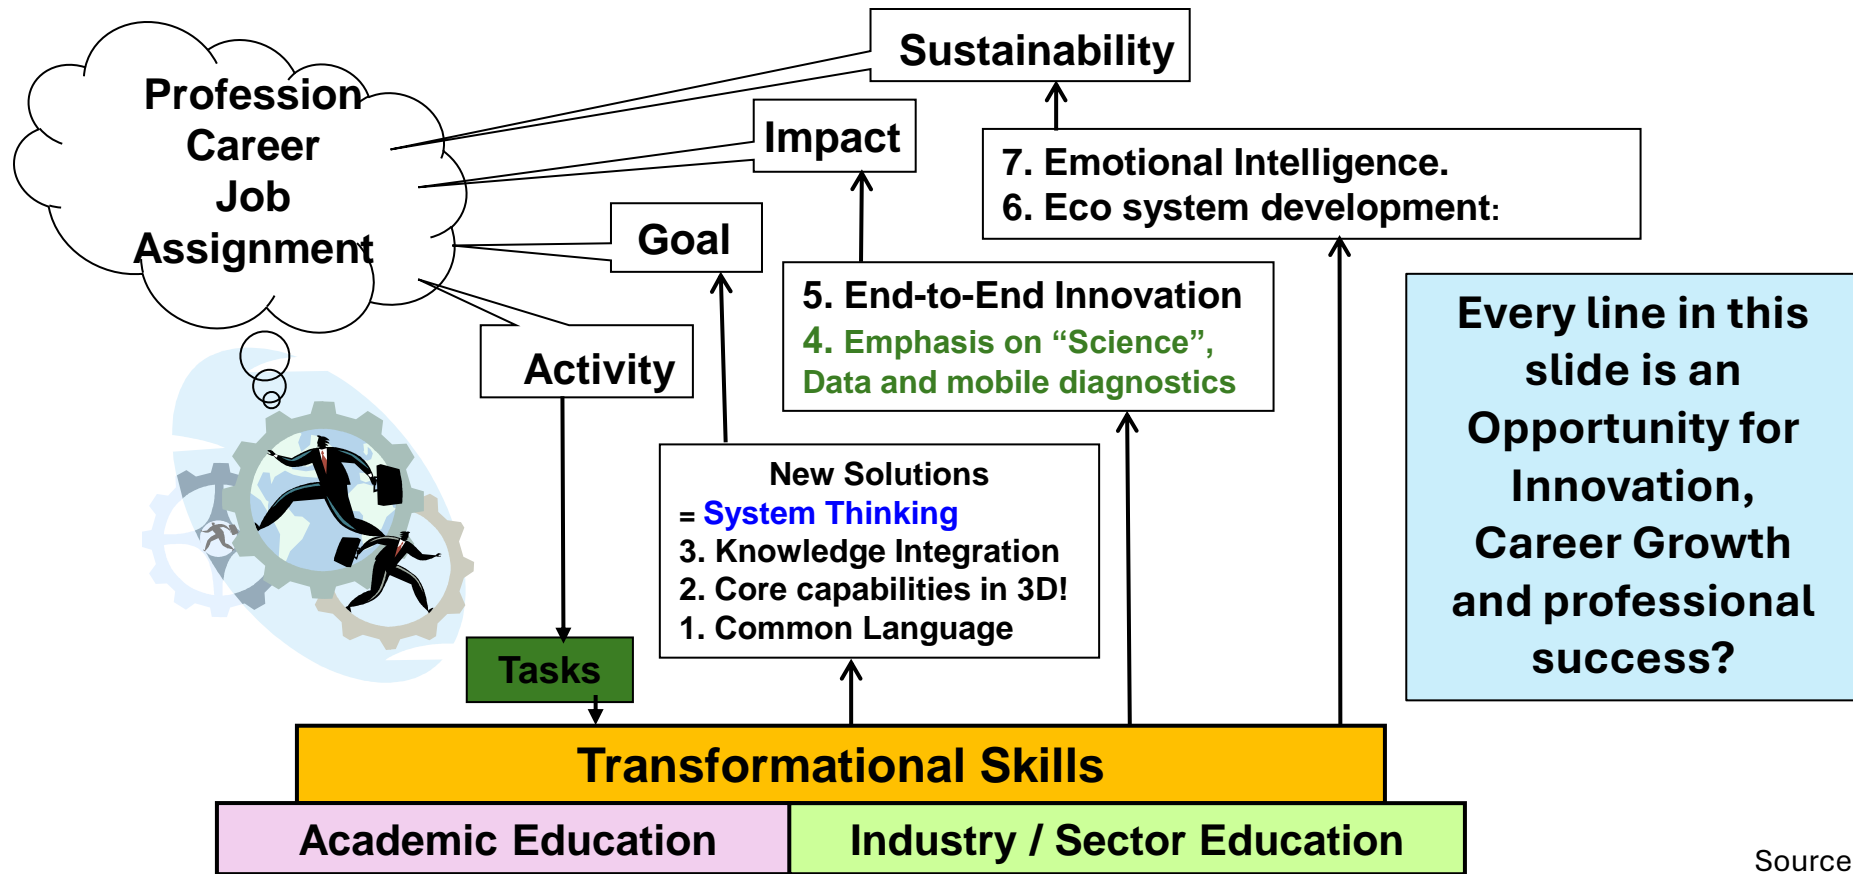 Profession
Career
Job
Assignment
Sustainability
Impact
Goal
Activity
7. Emotional Intelligence.
6. Eco system development:
5. End-to-End Innovation
4. Emphasis on “Science”,
Data and mobile diagnostics
New Solutions
= System Thinking
3. Knowledge Integration
2. Core capabilities in 3D!
1. Common Language
Tasks
Every line in this
slide is an
Opportunity for
Innovation,
Career Growth
and professional
success?
Transformational Skills
Academic Education
Industry / Sector Education
Source